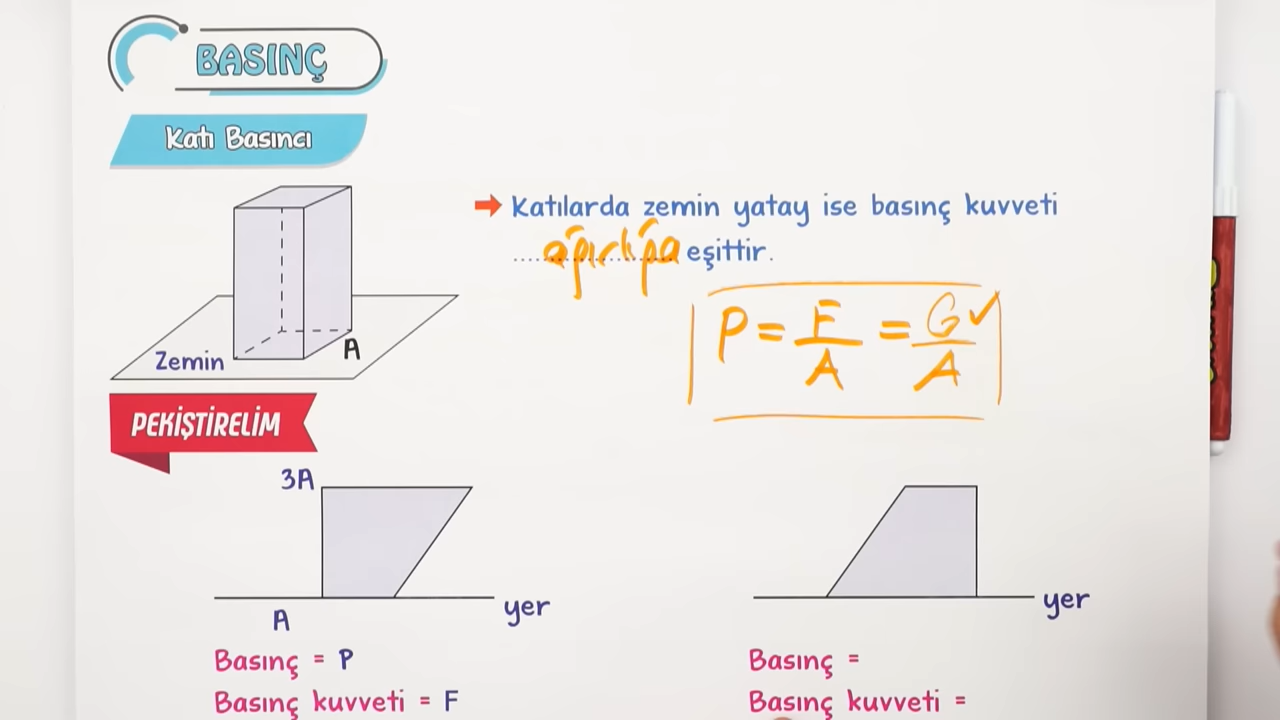 BASINÇ
Katı Basıncı
→ Katılarda zemin yatay ise basınç kuvveti
ağırlığa eşittir.
P = F/A = G/A ✓
Zemin
A
PEKİŞTİRELİM
3A
yer
A
Basınç = P
Basınç kuvveti = F
yer
Basınç =
Basınç kuvveti =